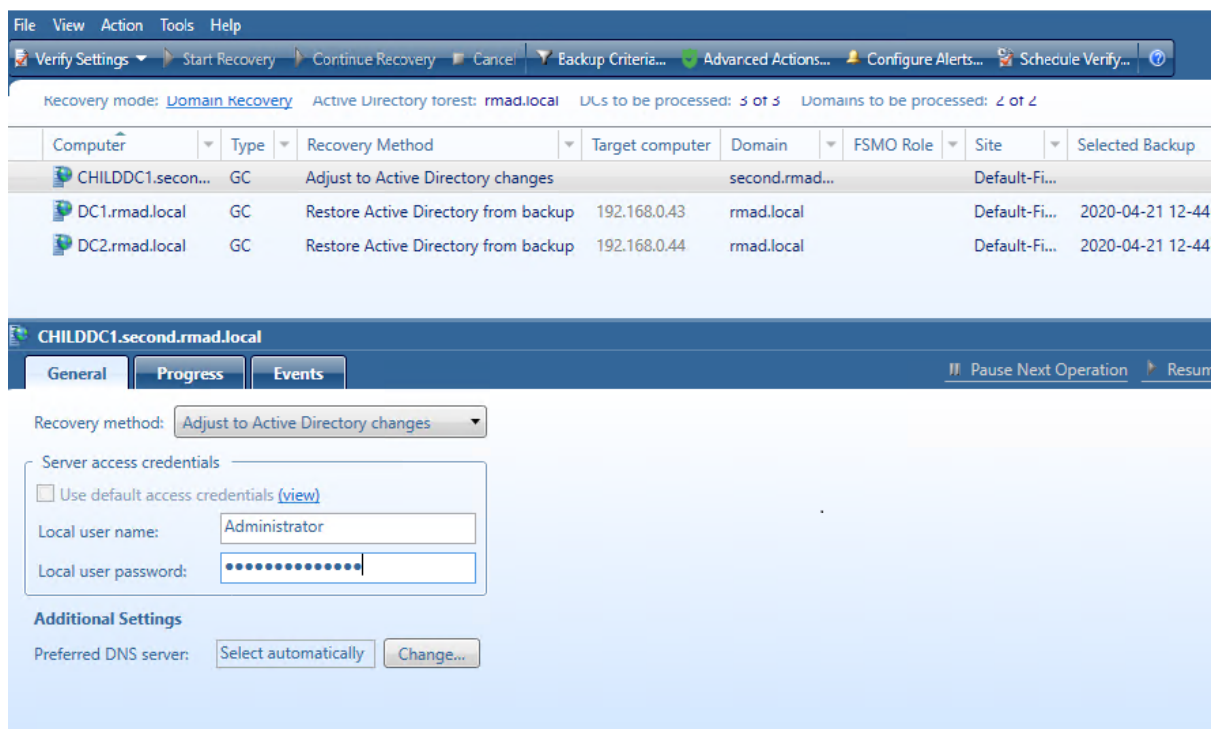 File View Action Tools Help
Verify Settings Start Recovery Continue Recovery Cancel Backup Criteria... Advanced Actions... Configure Alerts... Schedule Verify...
Recovery mode: Domain Recovery Active Directory forest: rmad.local DCs to be processed: 3 of 3 Domains to be processed: 2 of 2
Computer Type Recovery Method Target computer Domain FSMO Role Site Selected Backup
CHILDDC1.secon... GC Adjust to Active Directory changes second.rmad... Default-Fi...
DC1.rmad.local GC Restore Active Directory from backup 192.168.0.43 rmad.local Default-Fi... 2020-04-21 12-44
DC2.rmad.local GC Restore Active Directory from backup 192.168.0.44 rmad.local Default-Fi... 2020-04-21 12-44
CHILDDC1.second.rmad.local
General Progress Events Pause Next Operation Resum
Recovery method: Adjust to Active Directory changes
Server access credentials
Use default access credentials (view)
Local user name: Administrator
Local user password: ●●●●●●●●●●●●●●
Additional Settings
Preferred DNS server: Select automatically Change...